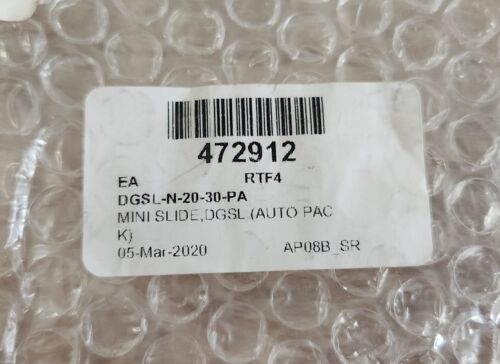 472912
EA RTF4
DGSL-N-20-30-PA
MINI SLIDE,DGSL (AUTO PAC
K)
05-Mar-2020 AP08B_SR